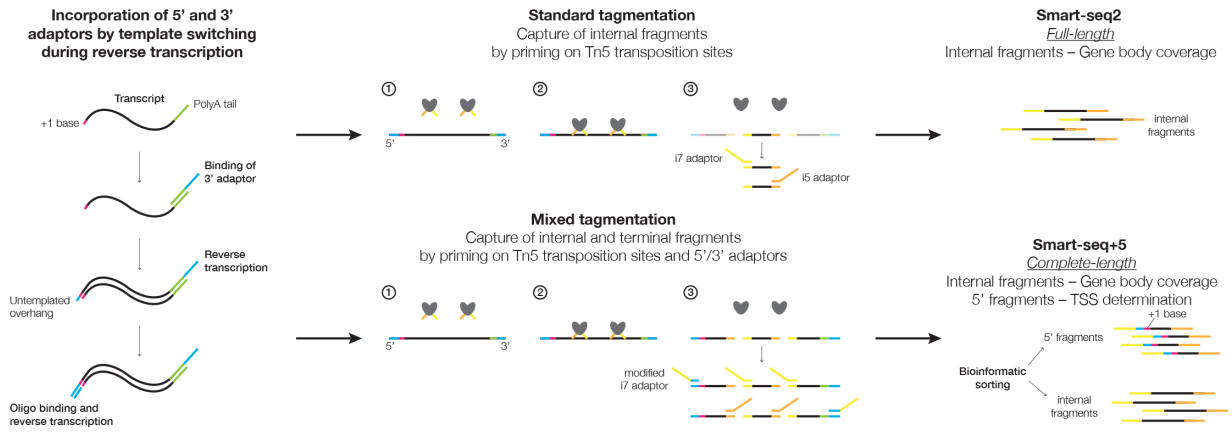 Incorporation of 5’ and 3’
adaptors by template switching
during reverse transcription
Transcript
PolyA tail
+1 base
Binding of
3’ adaptor
Reverse
transcription
Untemplated
overhang
Oligo binding and
reverse transcription
Standard tagmentation
Capture of internal fragments
by priming on Tn5 transposition sites
1
2
3
5’
3’
i7 adaptor
i5 adaptor
Smart-seq2
Full-length
Internal fragments – Gene body coverage
internal
fragments
Mixed tagmentation
Capture of internal and terminal fragments
by priming on Tn5 transposition sites and 5’/3’ adaptors
1
2
3
5’
3’
modified
i7 adaptor
Smart-seq+5
Complete-length
Internal fragments – Gene body coverage
5’ fragments – TSS determination
+1 base
5’ fragments
Bioinformatic
sorting
internal
fragments